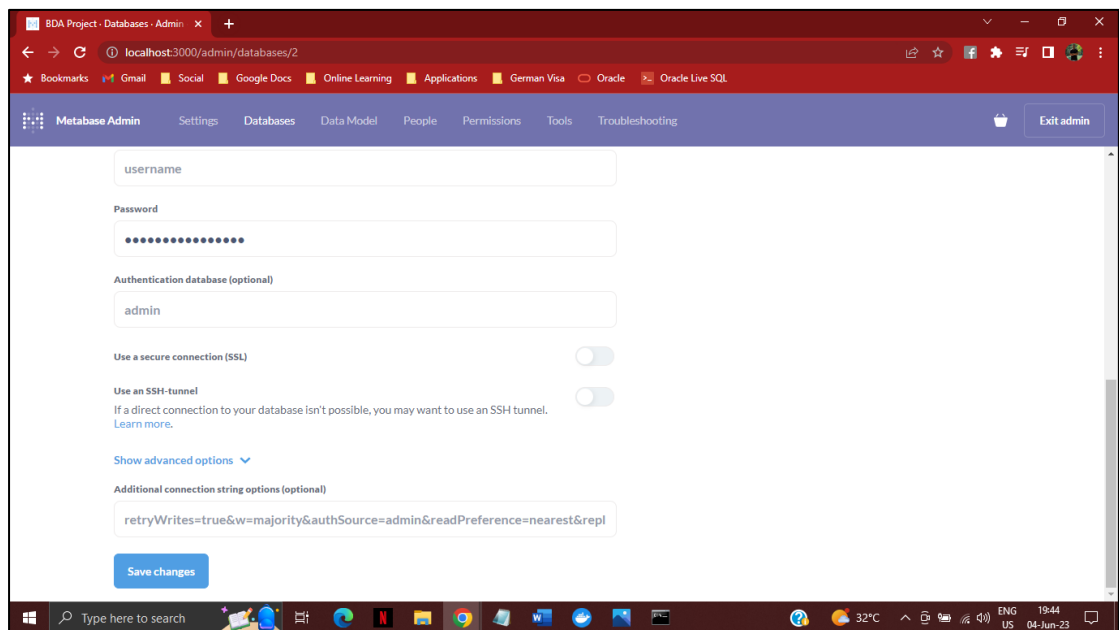 BDA Project · Databases · Admin
localhost:3000/admin/databases/2
Bookmarks Gmail Social Google Docs Online Learning Applications German Visa Oracle Oracle Live SQL
Metabase Admin Settings Databases Data Model People Permissions Tools Troubleshooting Exit admin
username
Password
Authentication database (optional)
admin
Use a secure connection (SSL)
Use an SSH-tunnel
If a direct connection to your database isn't possible, you may want to use an SSH tunnel.
Learn more.
Show advanced options
Additional connection string options (optional)
retryWrites=true&w=majority&authSource=admin&readPreference=nearest&repl
Save changes
Type here to search 32°C ENG 19:44
US 04-Jun-23